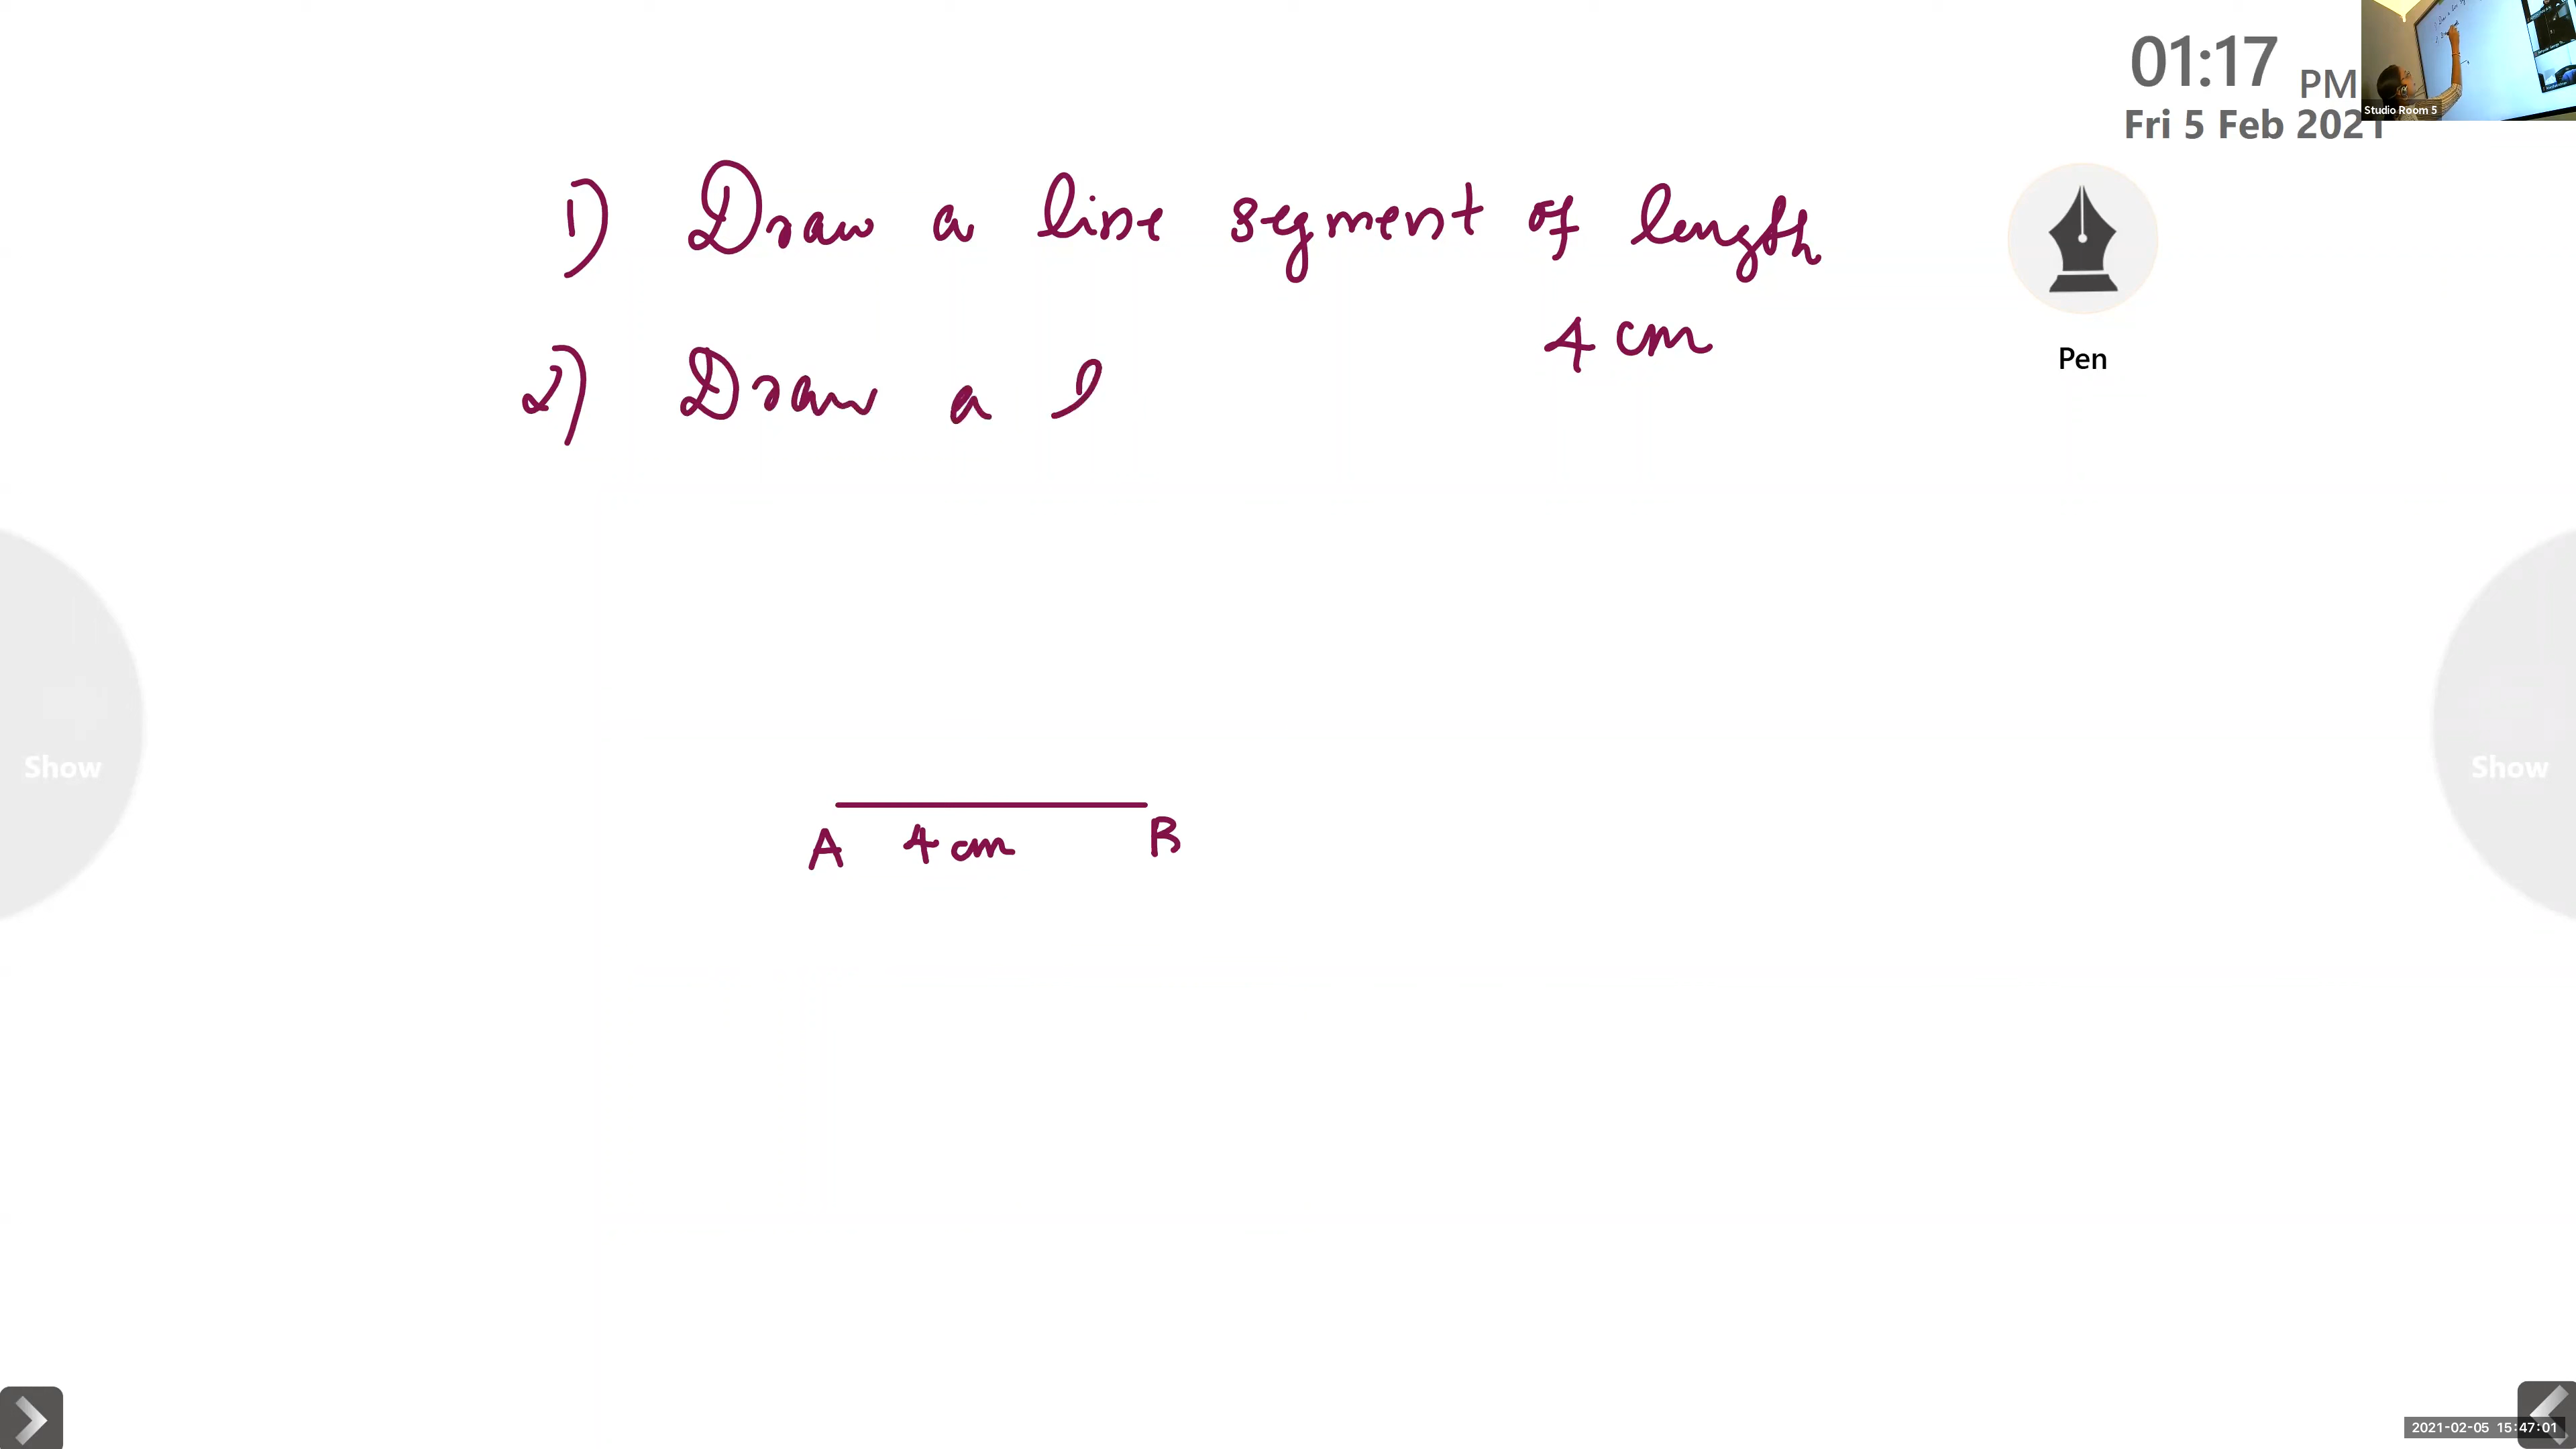 01:17 PM
Fri 5 Feb 2021
Studio Room 5
1) Draw a line segment of length
4 cm
Pen
2) Draw a l
Show
Show
A 4 cm B
2021-02-05 15:47:01